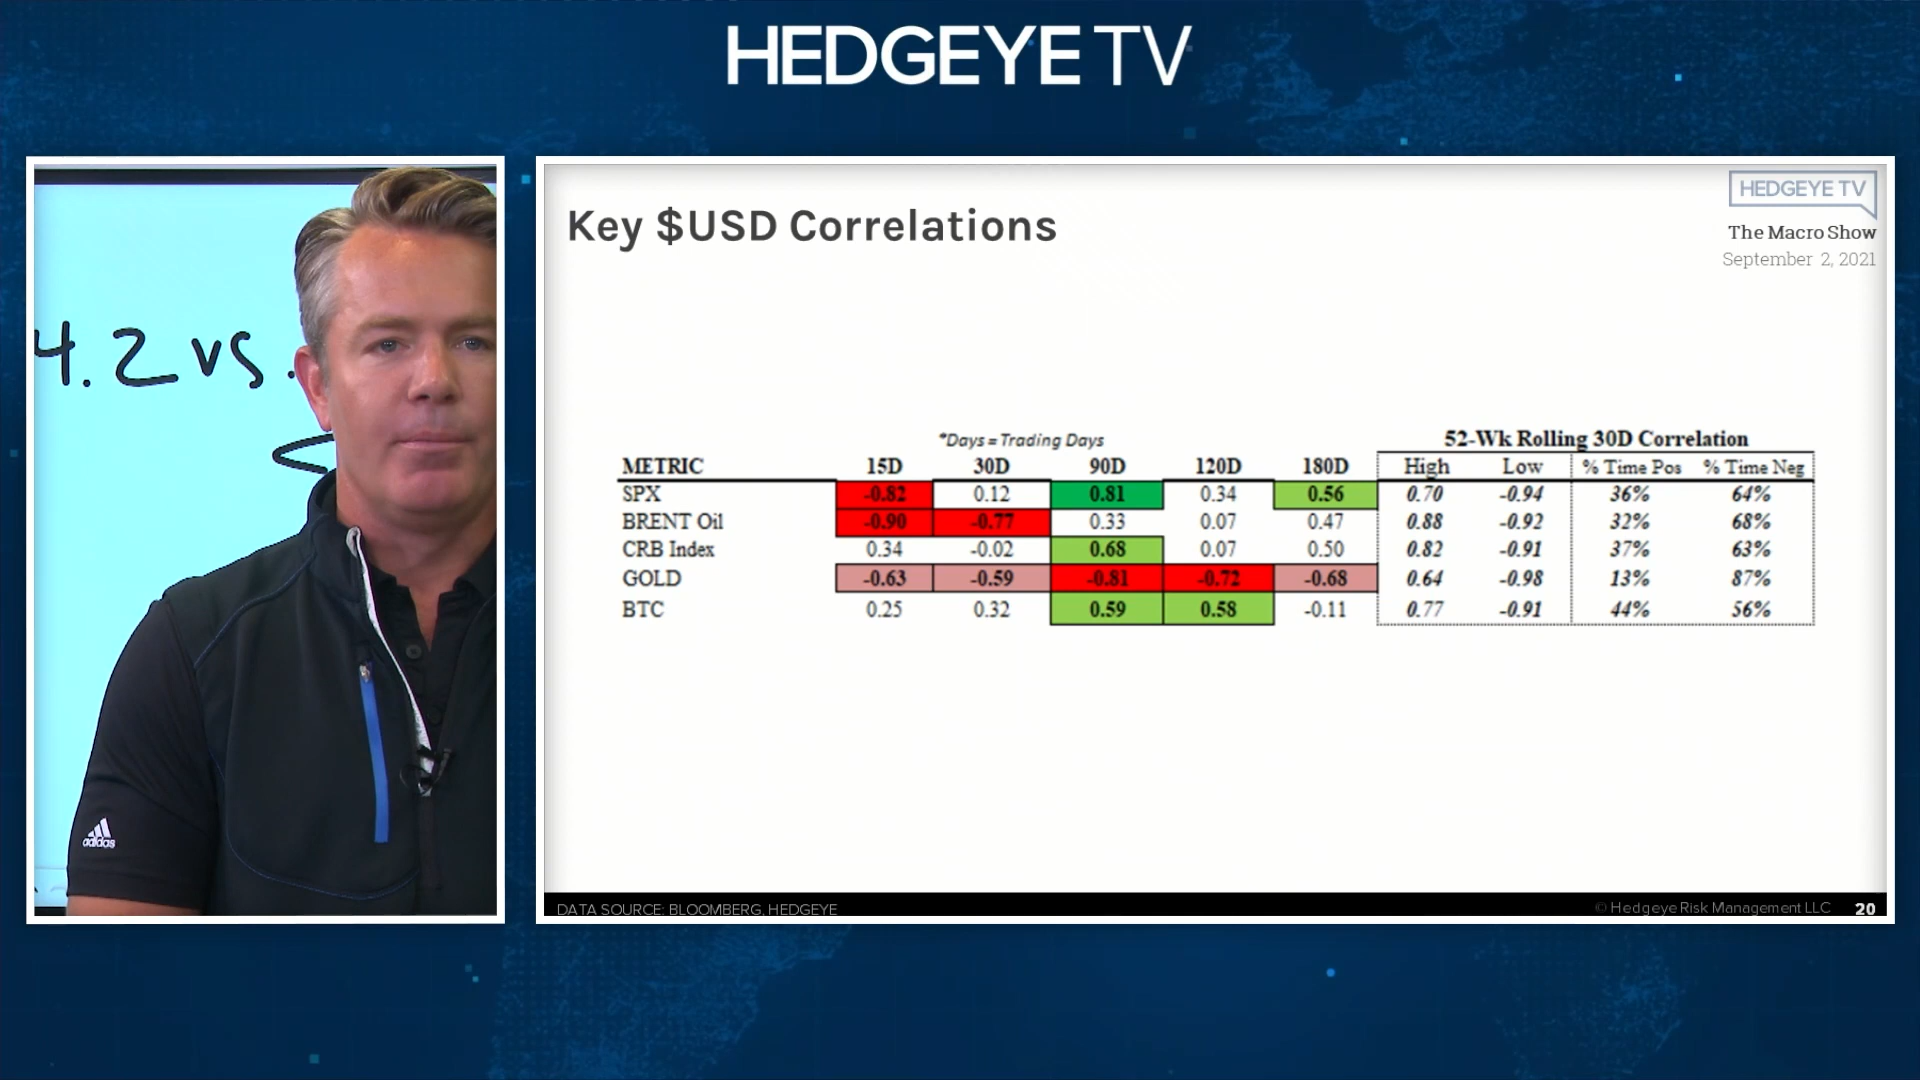 HEDGEYE TV
4.2 vs.
adidas
HEDGEYE TV
The Macro Show
September 2, 2021
Key $USD Correlations
*Days = Trading Days
52-Wk Rolling 30D Correlation
METRIC 15D 30D 90D 120D 180D High Low % Time Pos % Time Neg
SPX -0.82 0.12 0.81 0.34 0.56 0.70 -0.94 36% 64%
BRENT Oil -0.90 -0.77 0.33 0.07 0.47 0.88 -0.92 32% 68%
CRB Index 0.34 -0.02 0.68 0.07 0.50 0.82 -0.91 37% 63%
GOLD -0.63 -0.59 -0.81 -0.72 -0.68 0.64 -0.98 13% 87%
BTC 0.25 0.32 0.59 0.58 -0.11 0.77 -0.91 44% 56%
DATA SOURCE: BLOOMBERG, HEDGEYE
© Hedgeye Risk Management LLC 20